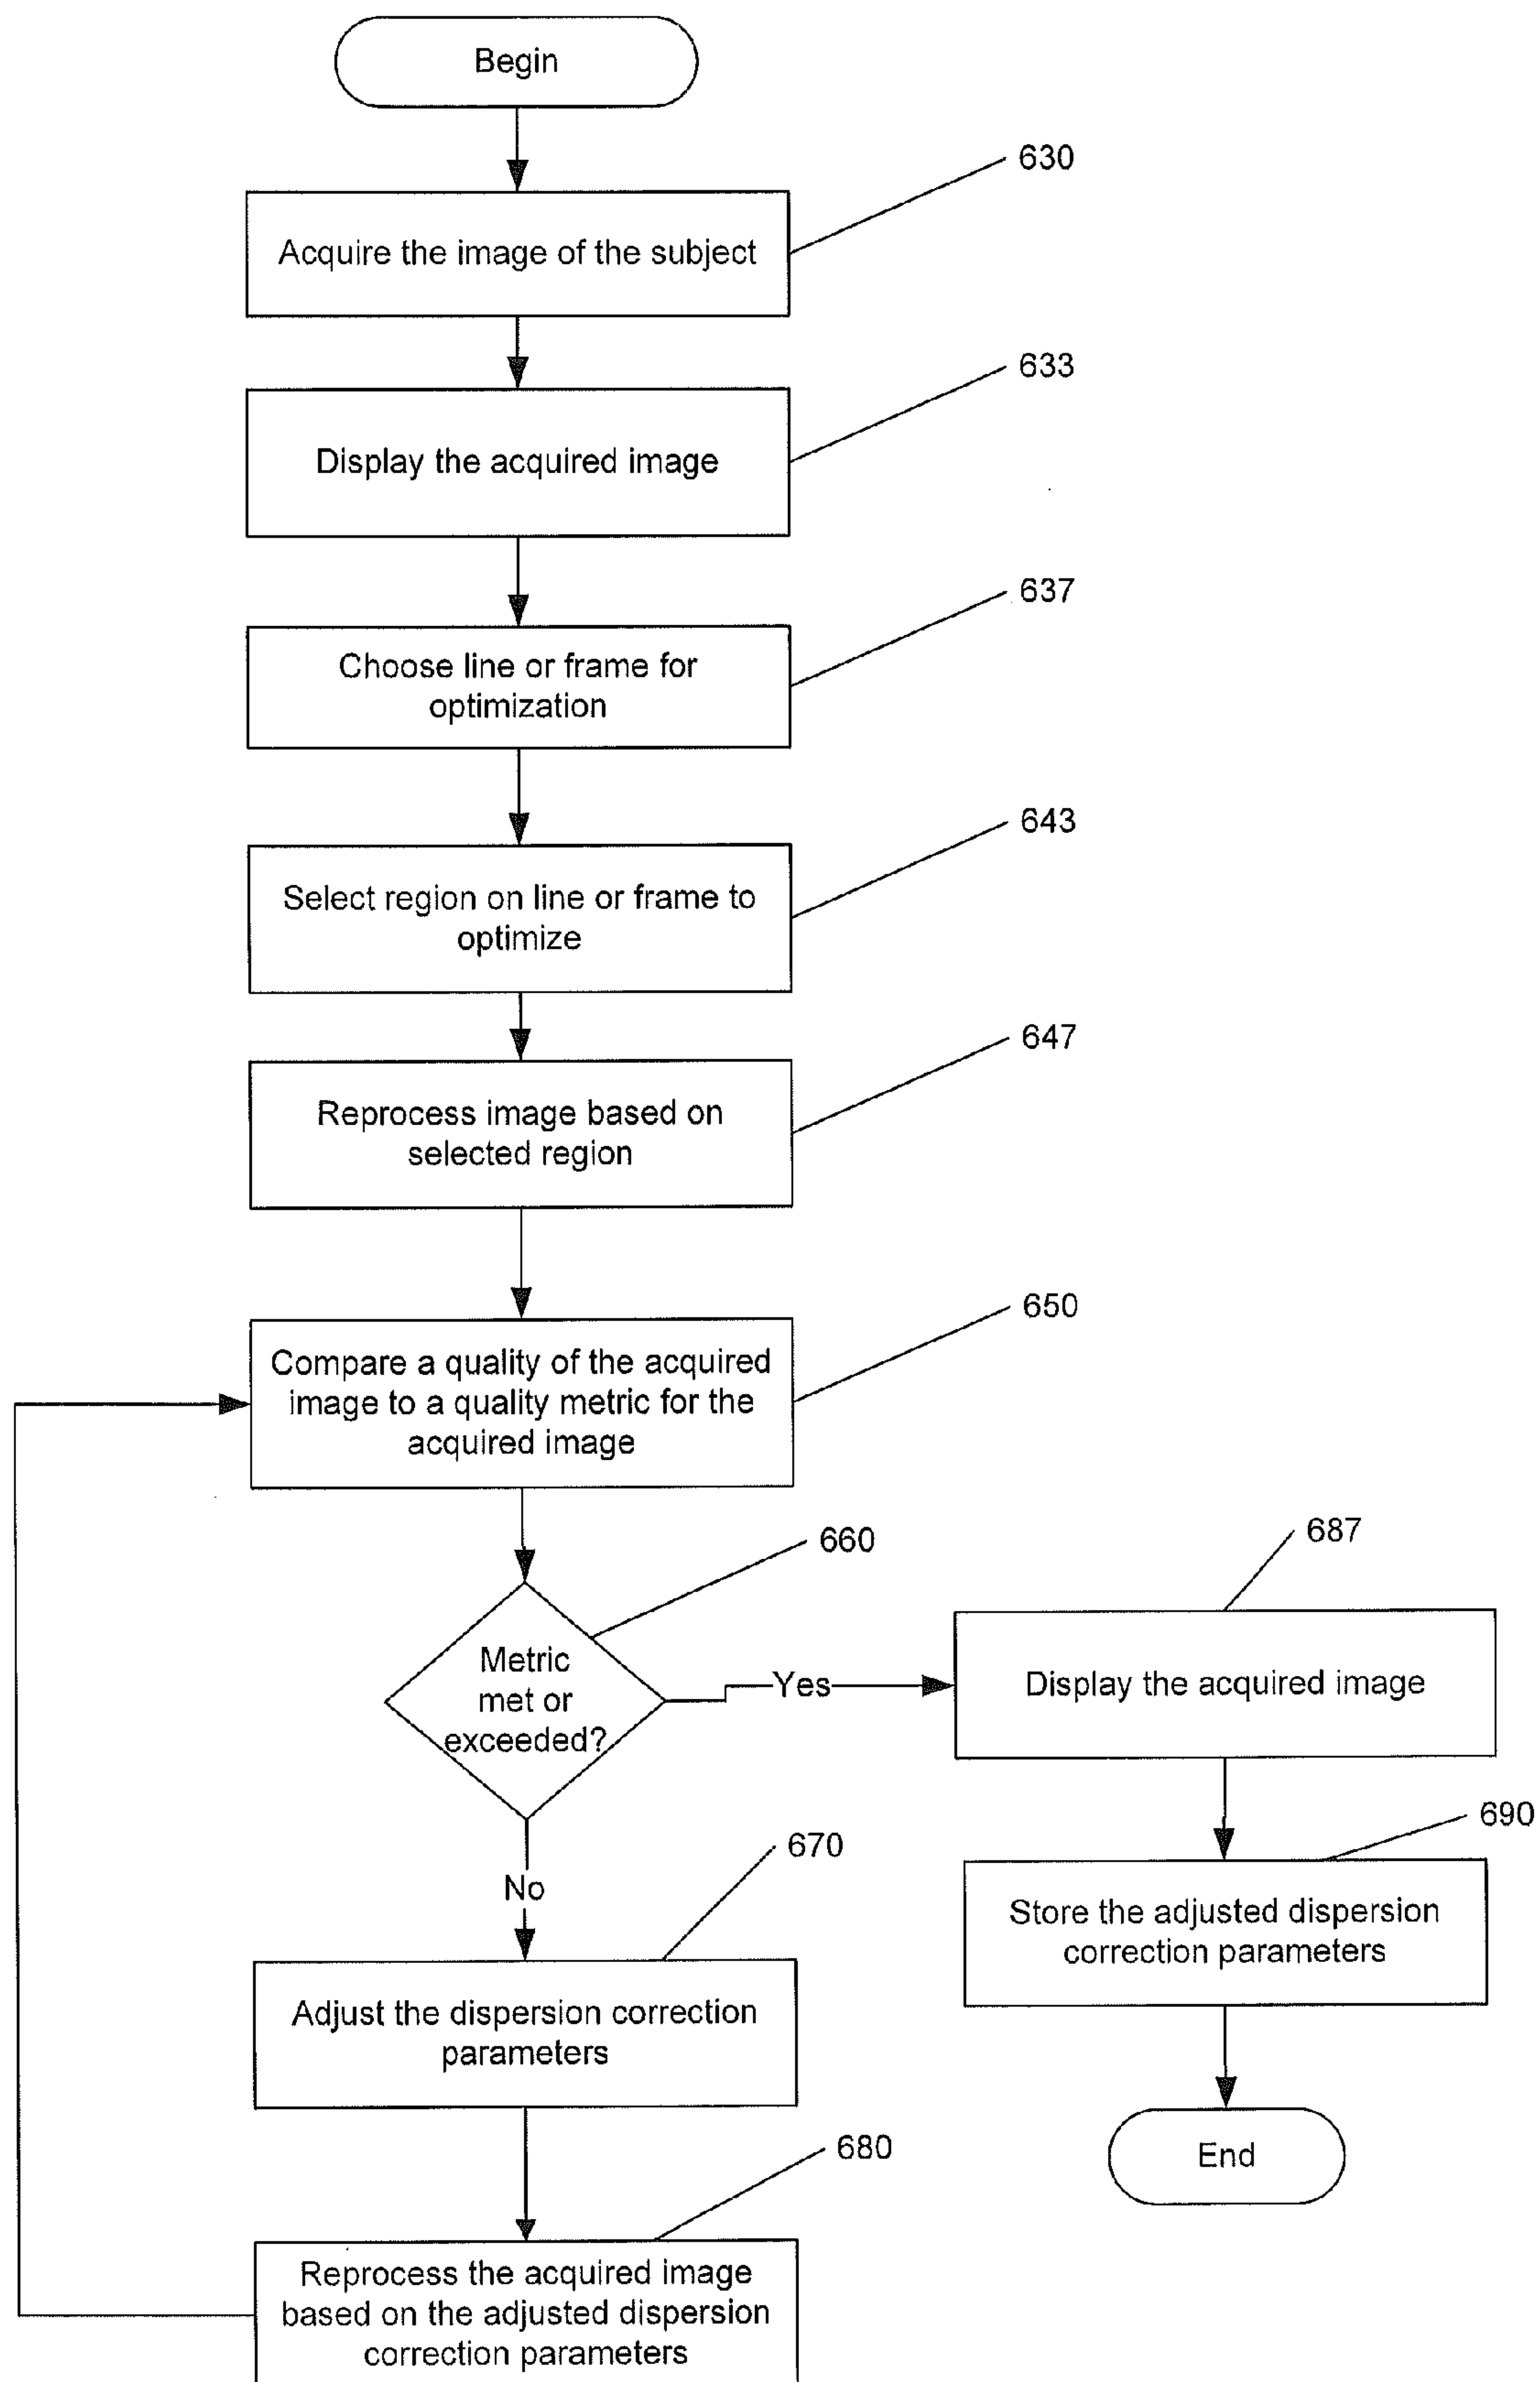 Begin
630
Acquire the image of the subject
633
Display the acquired image
637
Choose line or frame for
optimization
643
Select region on line or frame to
optimize
647
Reprocess image based on
selected region
650
Compare a quality of the acquired
image to a quality metric for the
acquired image
660
Metric
met or
exceeded?
Yes
687
Display the acquired image
690
Store the adjusted dispersion
correction parameters
End
No
670
Adjust the dispersion correction
parameters
680
Reprocess the acquired image
based on the adjusted dispersion
correction parameters